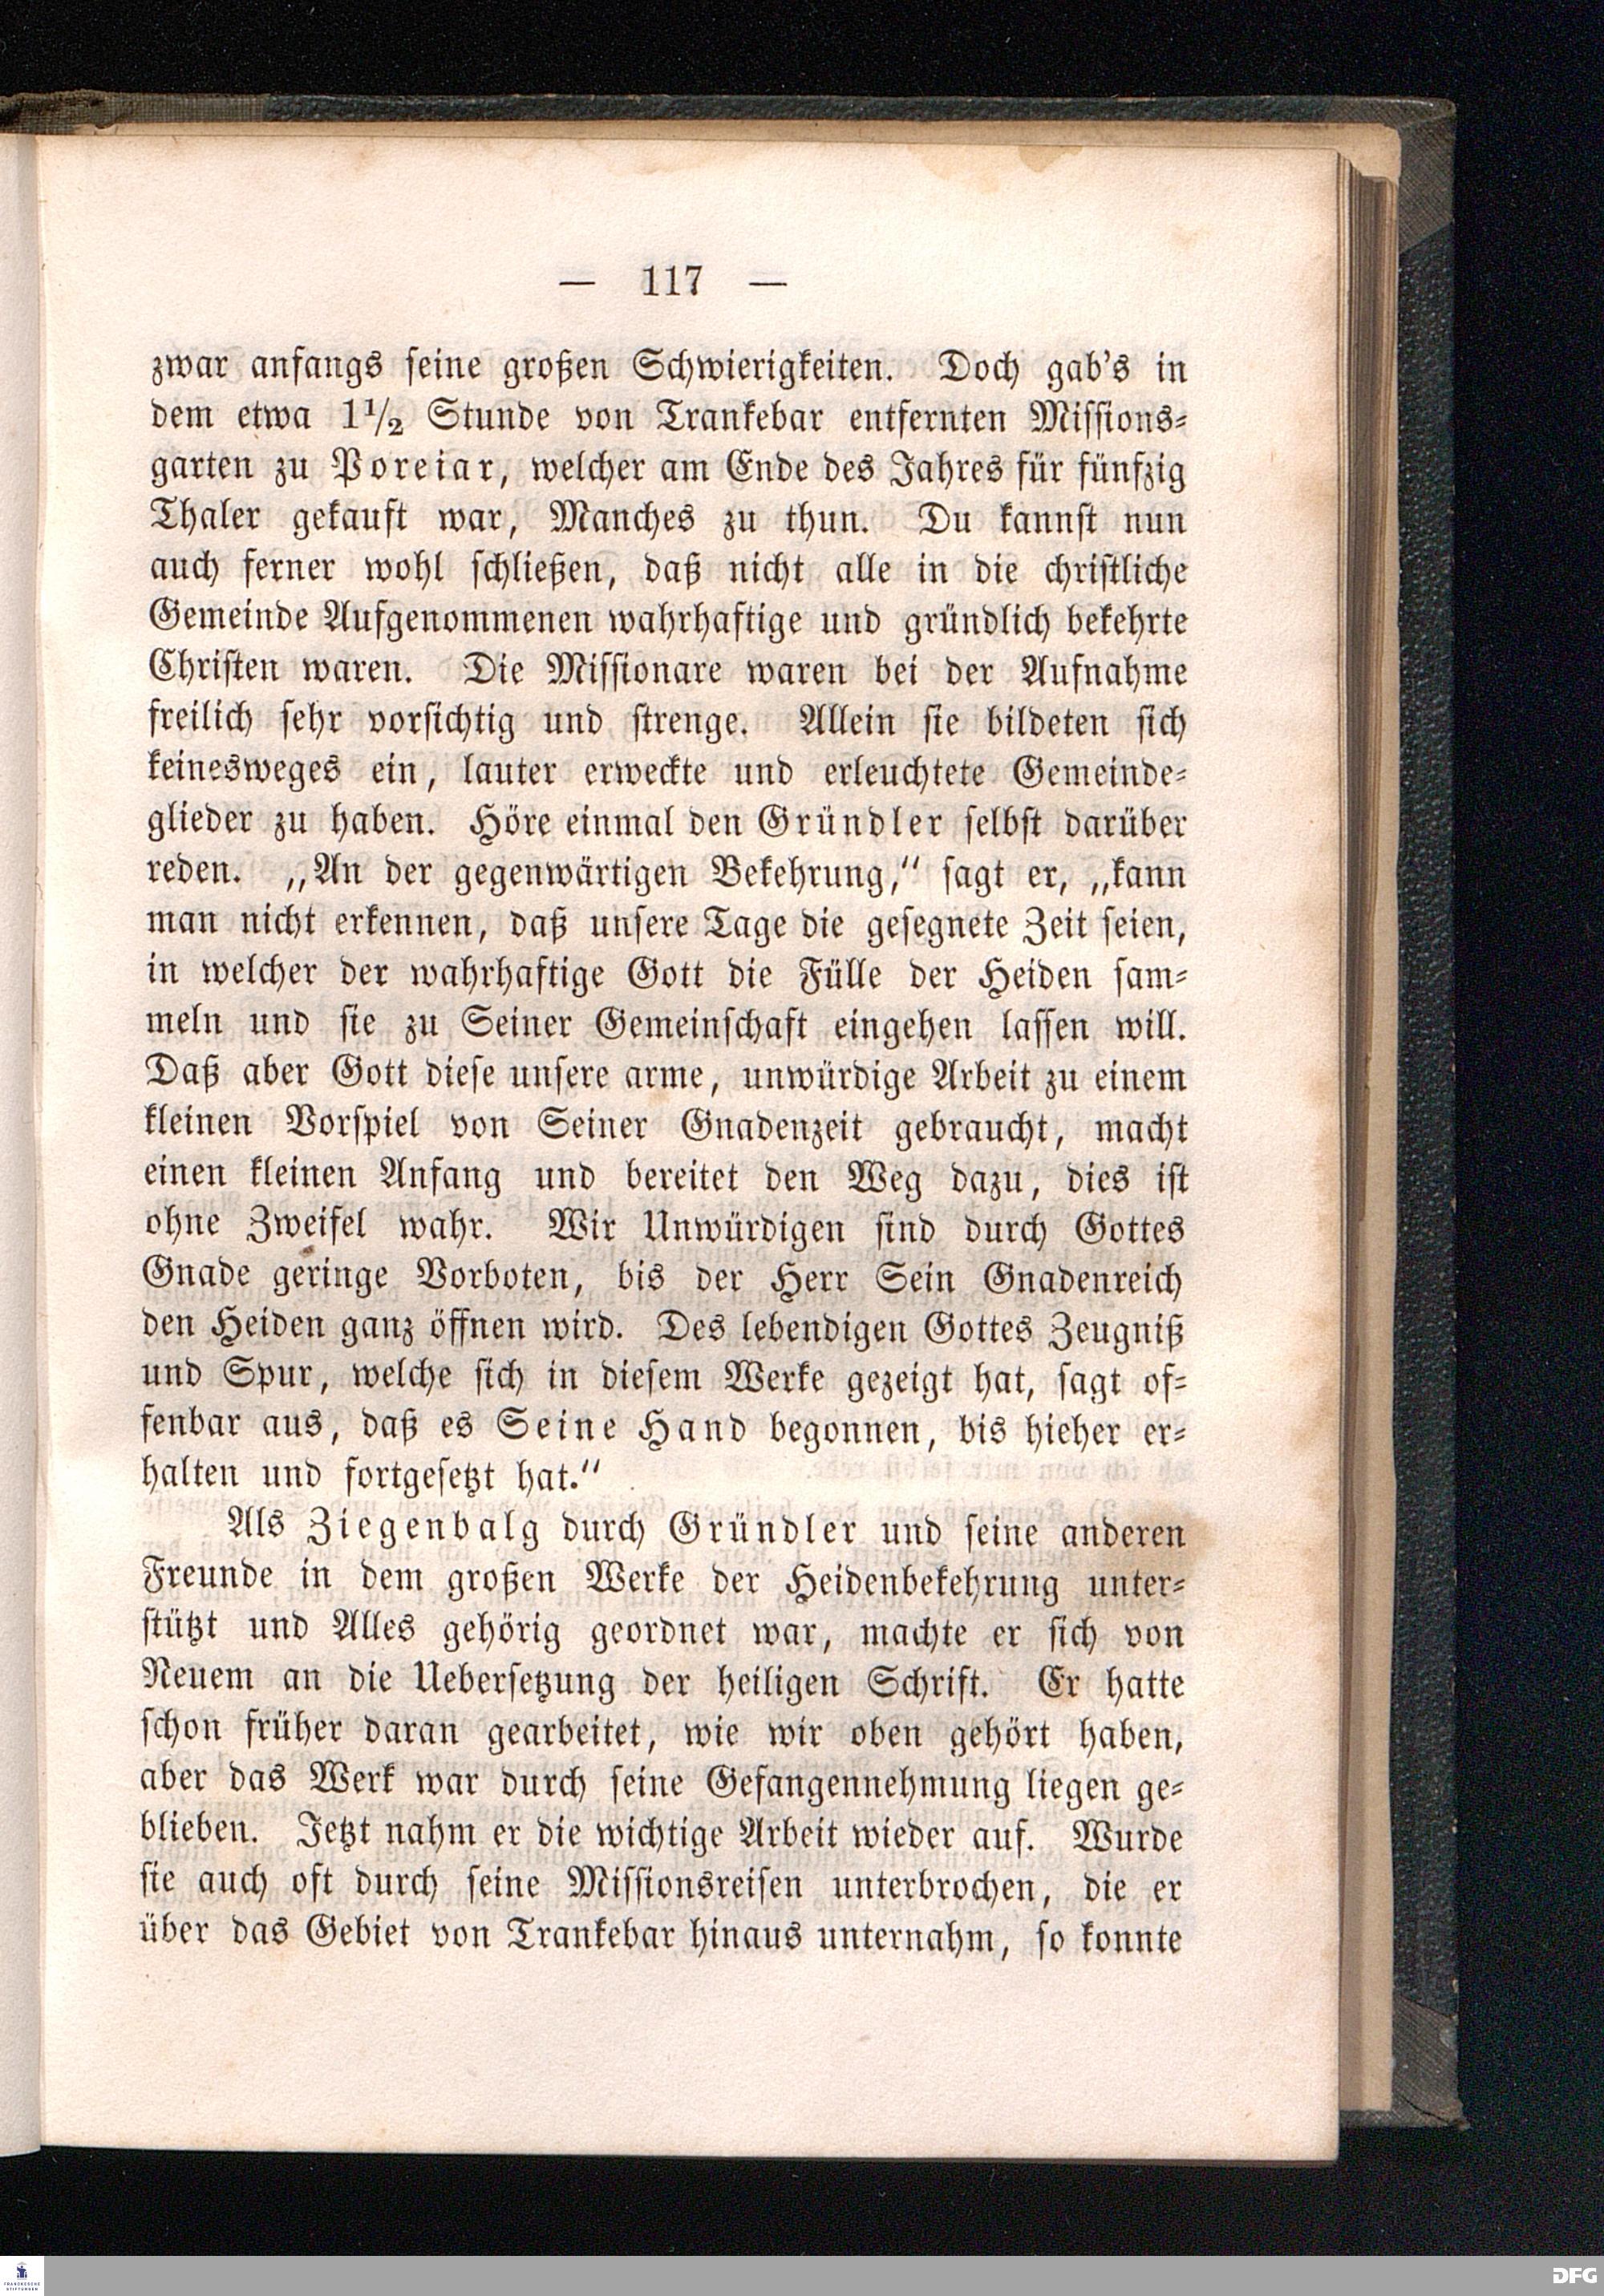 — 117 —
zwar anfangs seine großen Schwierigkeiten. Doch gab's in
dem etwa 1½ Stunde von Trankebar entfernten Missions-
garten zu Poreiar, welcher am Ende des Jahres für fünfzig
Thaler gekauft war, Manches zu thun. Du kannst nun
auch ferner wohl schließen, daß nicht alle in die christliche
Gemeinde Aufgenommenen wahrhaftige und gründlich bekehrte
Christen waren. Die Missionare waren bei der Aufnahme
freilich sehr vorsichtig und strenge. Allein sie bildeten sich
keinesweges ein, lauter erweckte und erleuchtete Gemeinde-
glieder zu haben. Höre einmal den Gründler selbst darüber
reden. „An der gegenwärtigen Bekehrung,“ sagt er, „kann
man nicht erkennen, daß unsere Tage die gesegnete Zeit seien,
in welcher der wahrhaftige Gott die Fülle der Heiden sam-
meln und sie zu Seiner Gemeinschaft eingehen lassen will.
Daß aber Gott diese unsere arme, unwürdige Arbeit zu einem
kleinen Vorspiel von Seiner Gnadenzeit gebraucht, macht
einen kleinen Anfang und bereitet den Weg dazu, dies ist
ohne Zweifel wahr. Wir Unwürdigen sind durch Gottes
Gnade geringe Vorboten, bis der Herr Sein Gnadenreich
den Heiden ganz öffnen wird. Des lebendigen Gottes Zeugniß
und Spur, welche sich in diesem Werke gezeigt hat, sagt of-
fenbar aus, daß es Seine Hand begonnen, bis hieher er-
halten und fortgesetzt hat.“
Als Ziegenbalg durch Gründler und seine anderen
Freunde in dem großen Werke der Heidenbekehrung unter-
stützt und Alles gehörig geordnet war, machte er sich von
Neuem an die Uebersetzung der heiligen Schrift. Er hatte
schon früher daran gearbeitet, wie wir oben gehört haben,
aber das Werk war durch seine Gefangennehmung liegen ge-
blieben. Jetzt nahm er die wichtige Arbeit wieder auf. Wurde
sie auch oft durch seine Missionsreisen unterbrochen, die er
über das Gebiet von Trankebar hinaus unternahm, so konnte
FRANCKESCHE
STIFTUNGEN
DFG